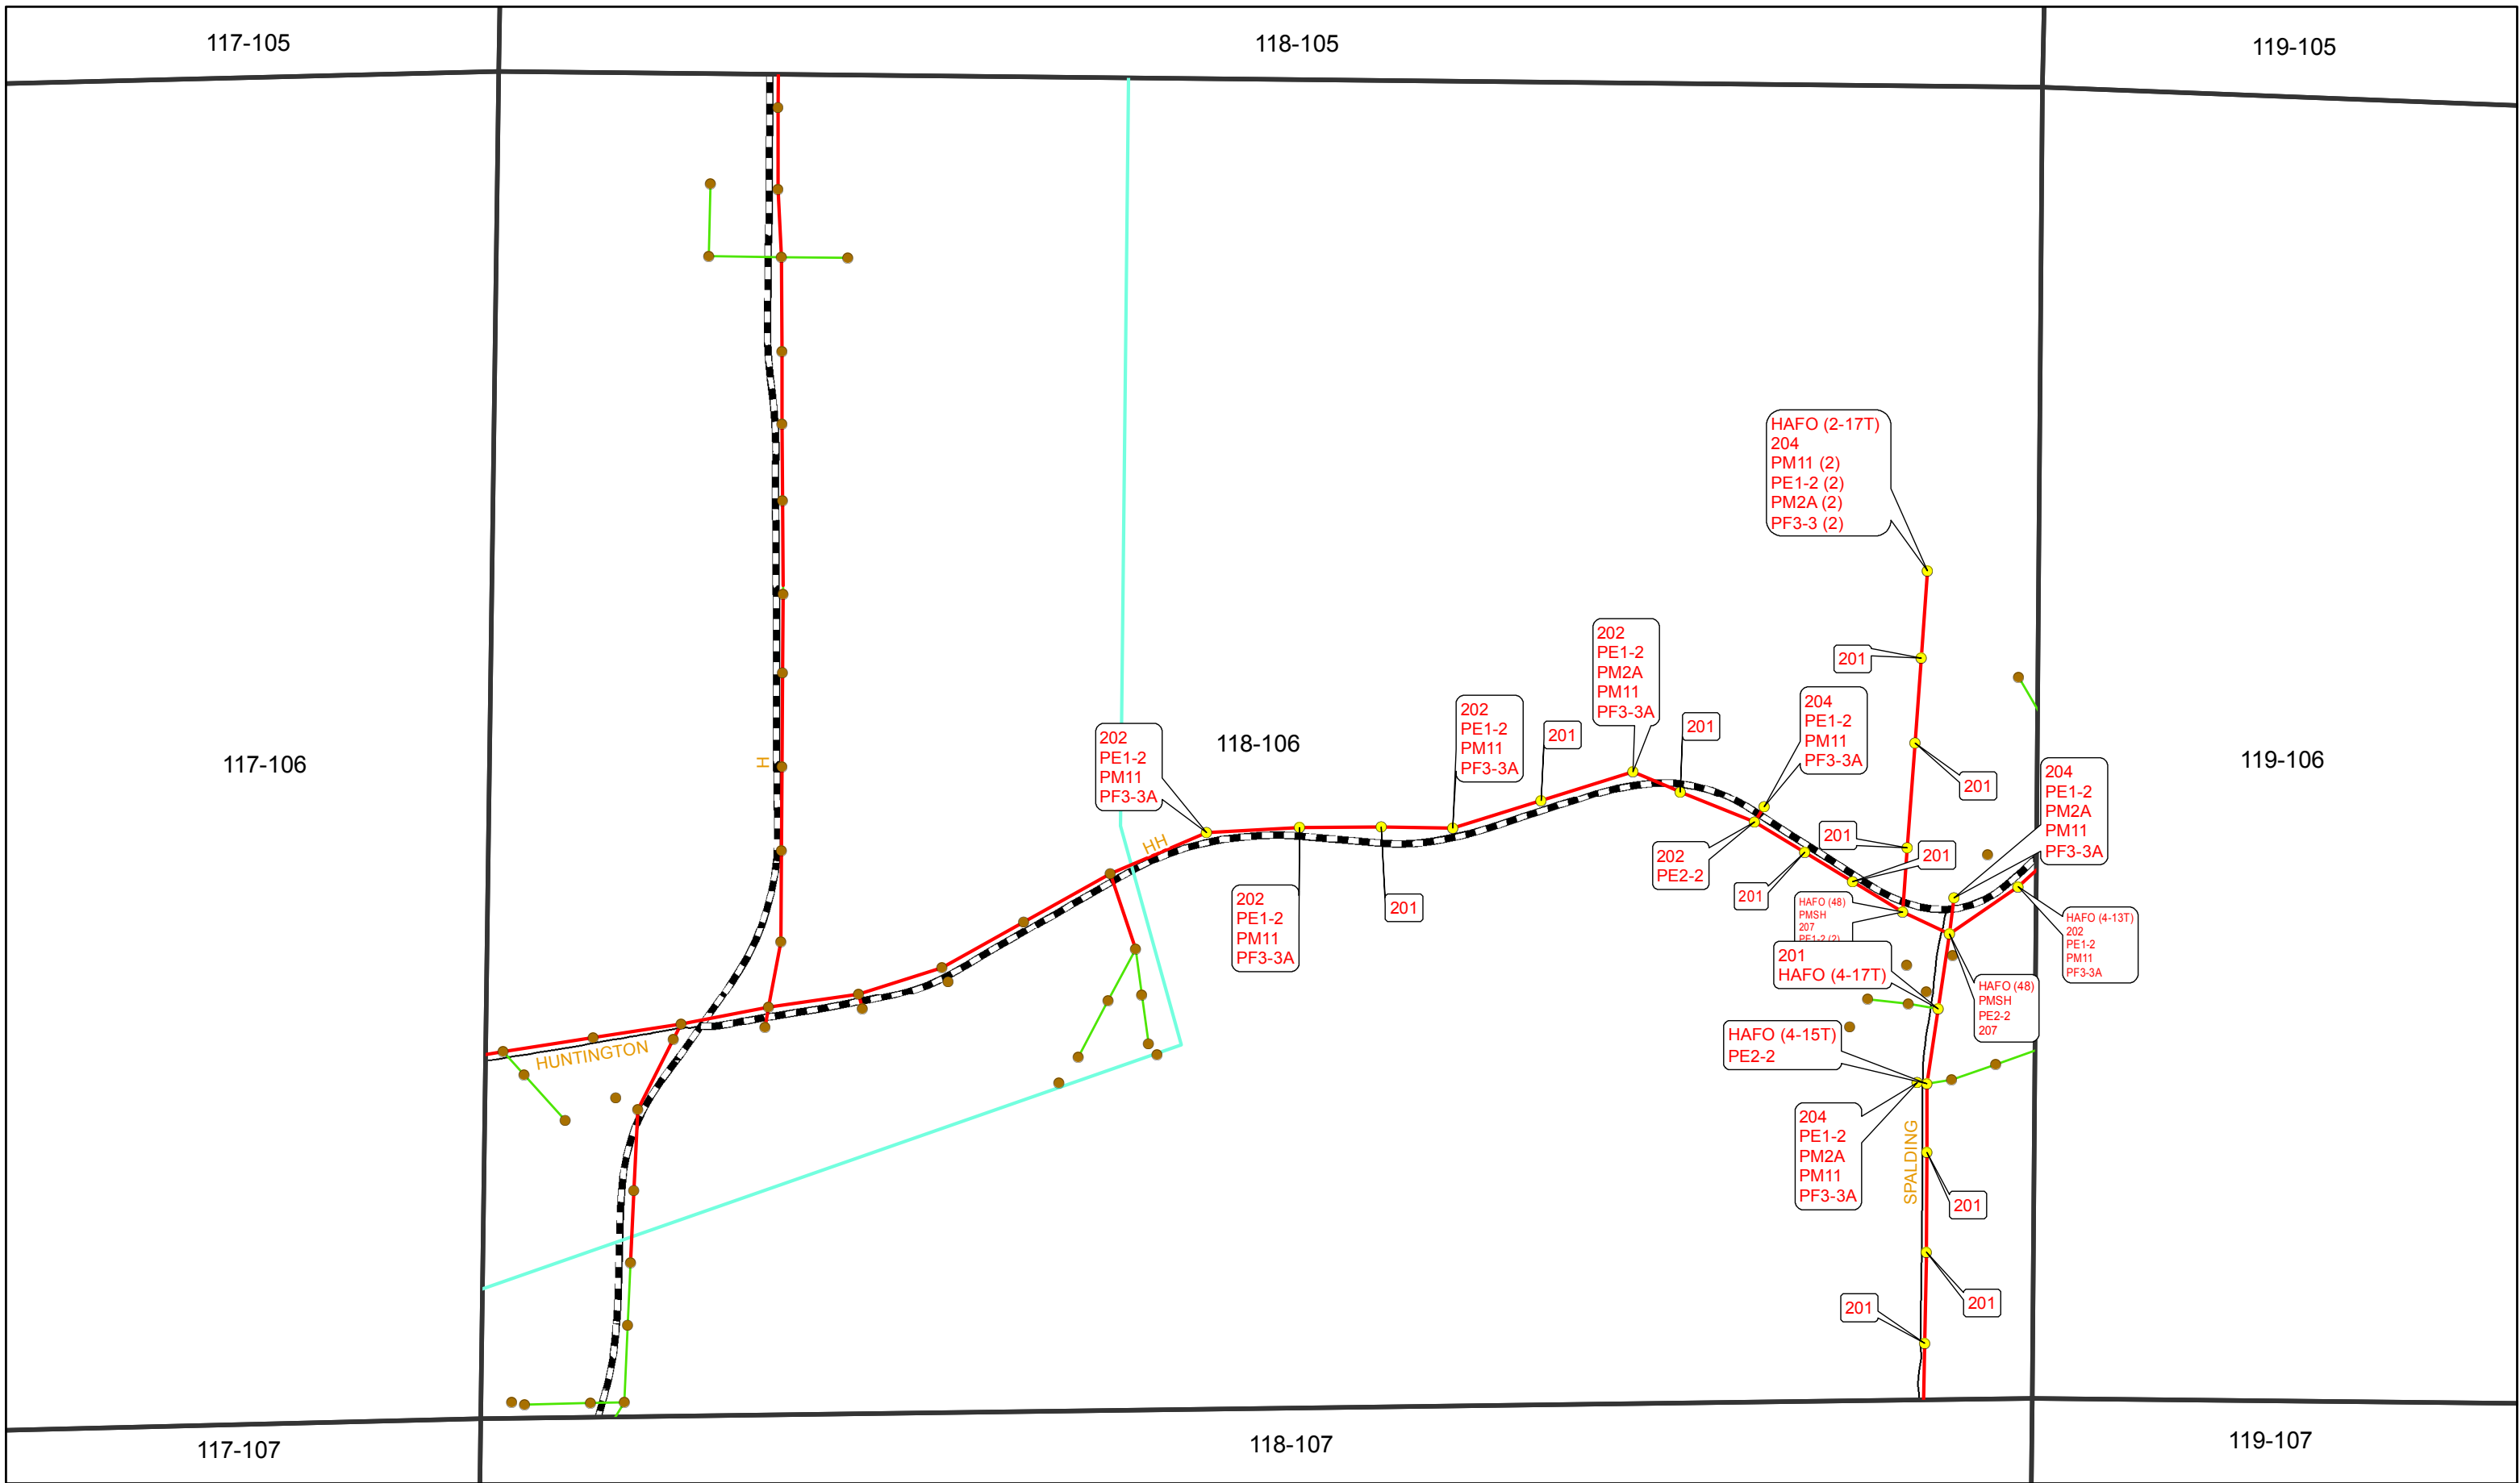 117-105
118-105
119-105
HAFO (2-17T)
204
PM11 (2)
PE1-2 (2)
PM2A (2)
PF3-3 (2)
202
PE1-2
PM2A
PM11
PF3-3A
201
202
PE1-2
PM11
PF3-3A
201
201
204
PE1-2
PM11
PF3-3A
202
PE1-2
PM11
PF3-3A
118-106
117-106
H
119-106
201
204
PE1-2
PM2A
PM11
PF3-3A
HH
202
PE2-2
201
201
201
202
PE1-2
PM11
PF3-3A
201
HAFO (48)
PMSH
207
PE1-2 (2)
HAFO (4-13T)
202
PE1-2
PM11
PF3-3A
201
HAFO (4-17T)
HAFO (48)
PMSH
PE2-2
207
HAFO (4-15T)
PE2-2
HUNTINGTON
204
PE1-2
PM2A
PM11
PF3-3A
SPALDING
201
201
201
117-107
118-107
119-107